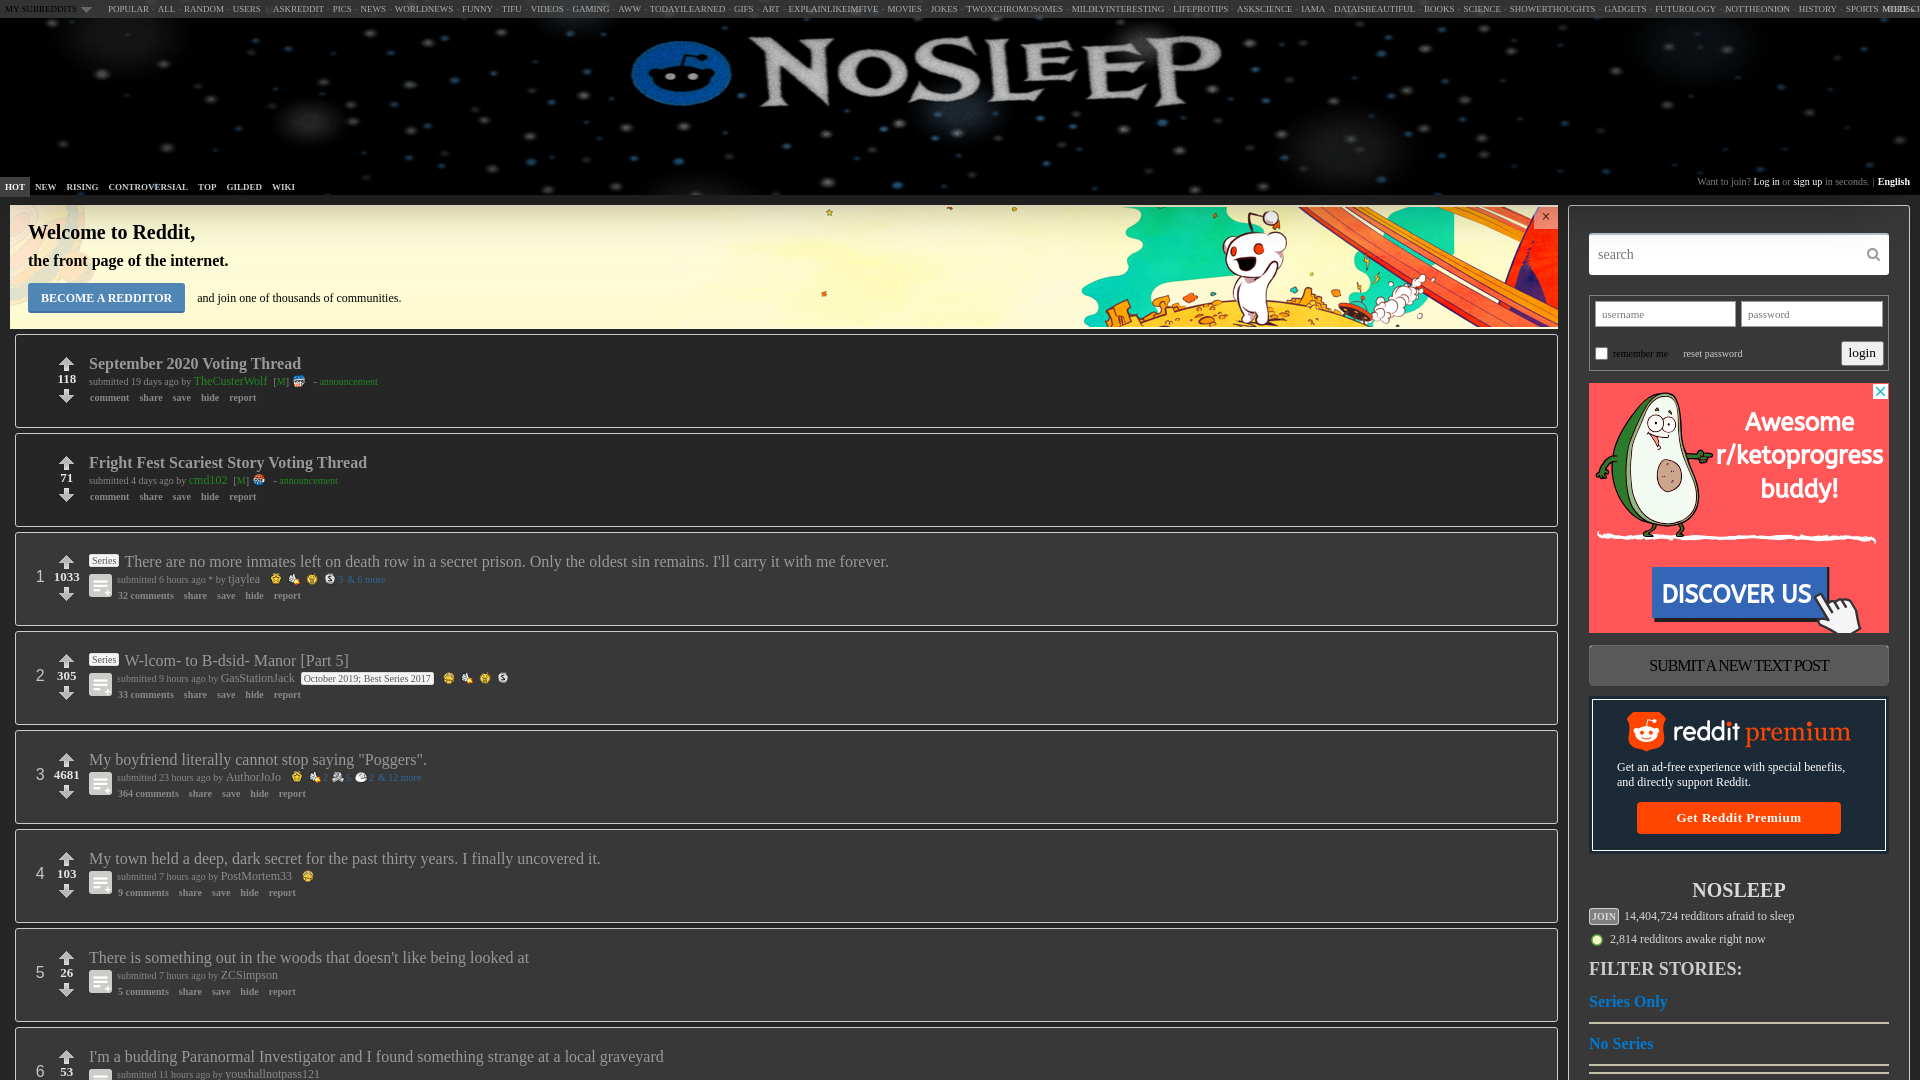 MY SUBREDDITS POPULAR - ALL - RANDOM - USERS | ASKREDDIT - PICS - NEWS - WORLDNEWS - FUNNY - TIFU - VIDEOS - GAMING - AWW - TODAYILEARNED - GIFS - ART - EXPLAINLIKEIMFIVE - MOVIES - JOKES - TWOXCHROMOSOMES - MILDLYINTERESTING - LIFEPROTIPS - ASKSCIENCE - IAMA - DATAISBEAUTIFUL - BOOKS - SCIENCE - SHOWERTHOUGHTS - GADGETS - FUTUROLOGY - NOTTHEONION - HISTORY - SPORTS
NOSLEEP
HOT NEW RISING CONTROVERSIAL TOP GILDED WIKI
Want to join? Log in or sign up in seconds. | English
Welcome to Reddit,
the front page of the internet.
BECOME A REDDITOR and join one of thousands of communities.
×
September 2020 Voting Thread
118
submitted 19 days ago by TheCusterWolf [M] - announcement
comment share save hide report
Fright Fest Scariest Story Voting Thread
71
submitted 4 days ago by cmd102 [M] - announcement
comment share save hide report
Series There are no more inmates left on death row in a secret prison. Only the oldest sin remains. I'll carry it with me forever.
1 1033
submitted 6 hours ago * by tjaylea 3 & 6 more
32 comments share save hide report
Series W-lcom- to B-dsid- Manor [Part 5]
2 305
submitted 9 hours ago by GasStationJack October 2019; Best Series 2017
33 comments share save hide report
My boyfriend literally cannot stop saying "Poggers".
3 4681
submitted 23 hours ago by AuthorJoJo 2 5 2 & 12 more
364 comments share save hide report
My town held a deep, dark secret for the past thirty years. I finally uncovered it.
4 103
submitted 7 hours ago by PostMortem33
9 comments share save hide report
There is something out in the woods that doesn't like being looked at
5 26
submitted 7 hours ago by ZCSimpson
5 comments share save hide report
I'm a budding Paranormal Investigator and I found something strange at a local graveyard
6 53
submitted 11 hours ago by youshallnotpass121
search
username password
remember me reset password login
Awesome
r/ketoprogress
buddy!
DISCOVER US
SUBMIT A NEW TEXT POST
reddit premium
Get an ad-free experience with special benefits,
and directly support Reddit.
Get Reddit Premium
NOSLEEP
JOIN 14,404,724 redditors afraid to sleep
2,814 redditors awake right now
FILTER STORIES:
Series Only
No Series